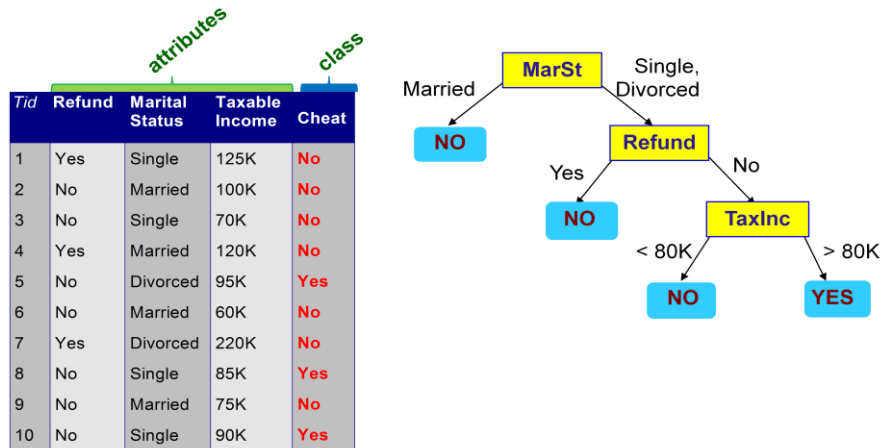 attributes
class
Tid Refund Marital Status Taxable Income Cheat
1 Yes Single 125K No
2 No Married 100K No
3 No Single 70K No
4 Yes Married 120K No
5 No Divorced 95K Yes
6 No Married 60K No
7 Yes Divorced 220K No
8 No Single 85K Yes
9 No Married 75K No
10 No Single 90K Yes
MarSt
Married
Single,
Divorced
NO
Refund
Yes
No
NO
TaxInc
< 80K
> 80K
NO
YES